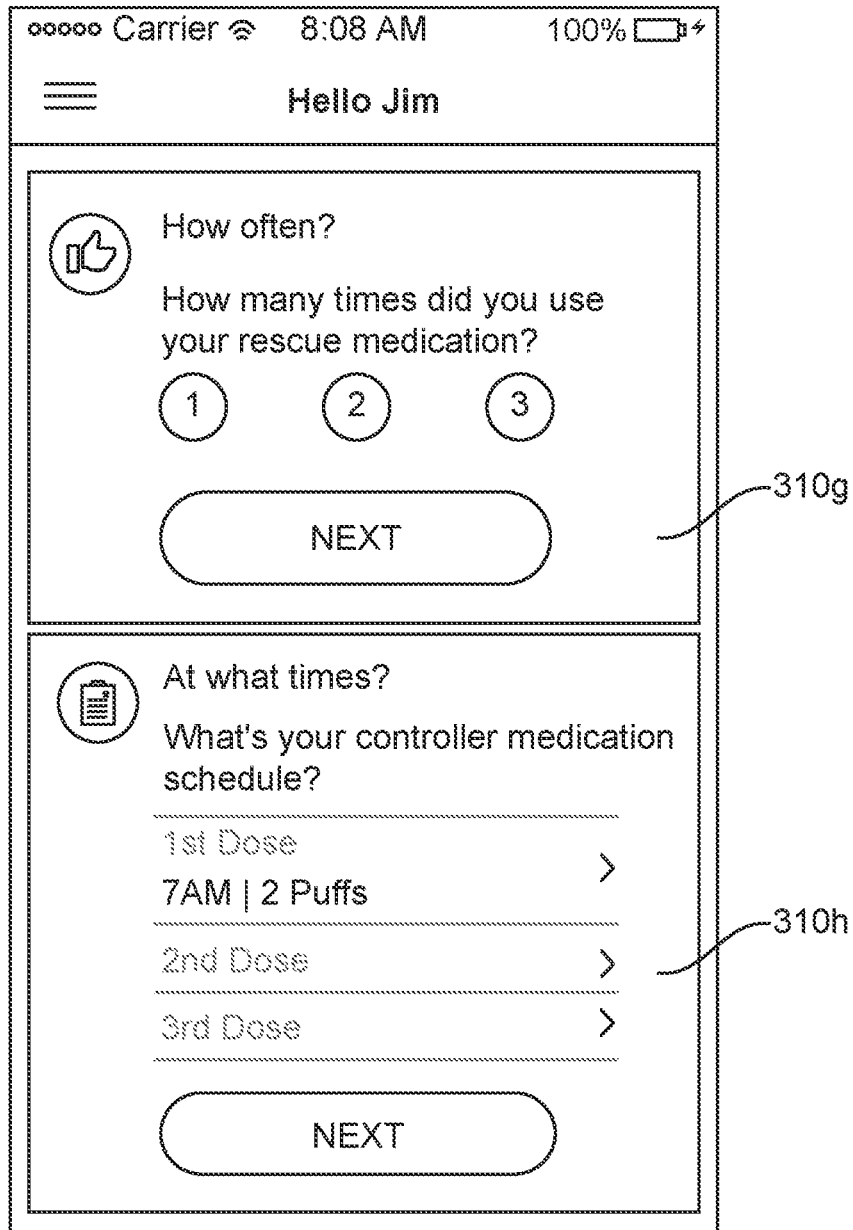 Carrier 8:08 AM 100%
Hello Jim
How often?
How many times did you use
your rescue medication?
1 2 3
NEXT
310g
At what times?
What's your controller medication
schedule?
1st Dose
7AM | 2 Puffs
310h
2nd Dose
3rd Dose
NEXT